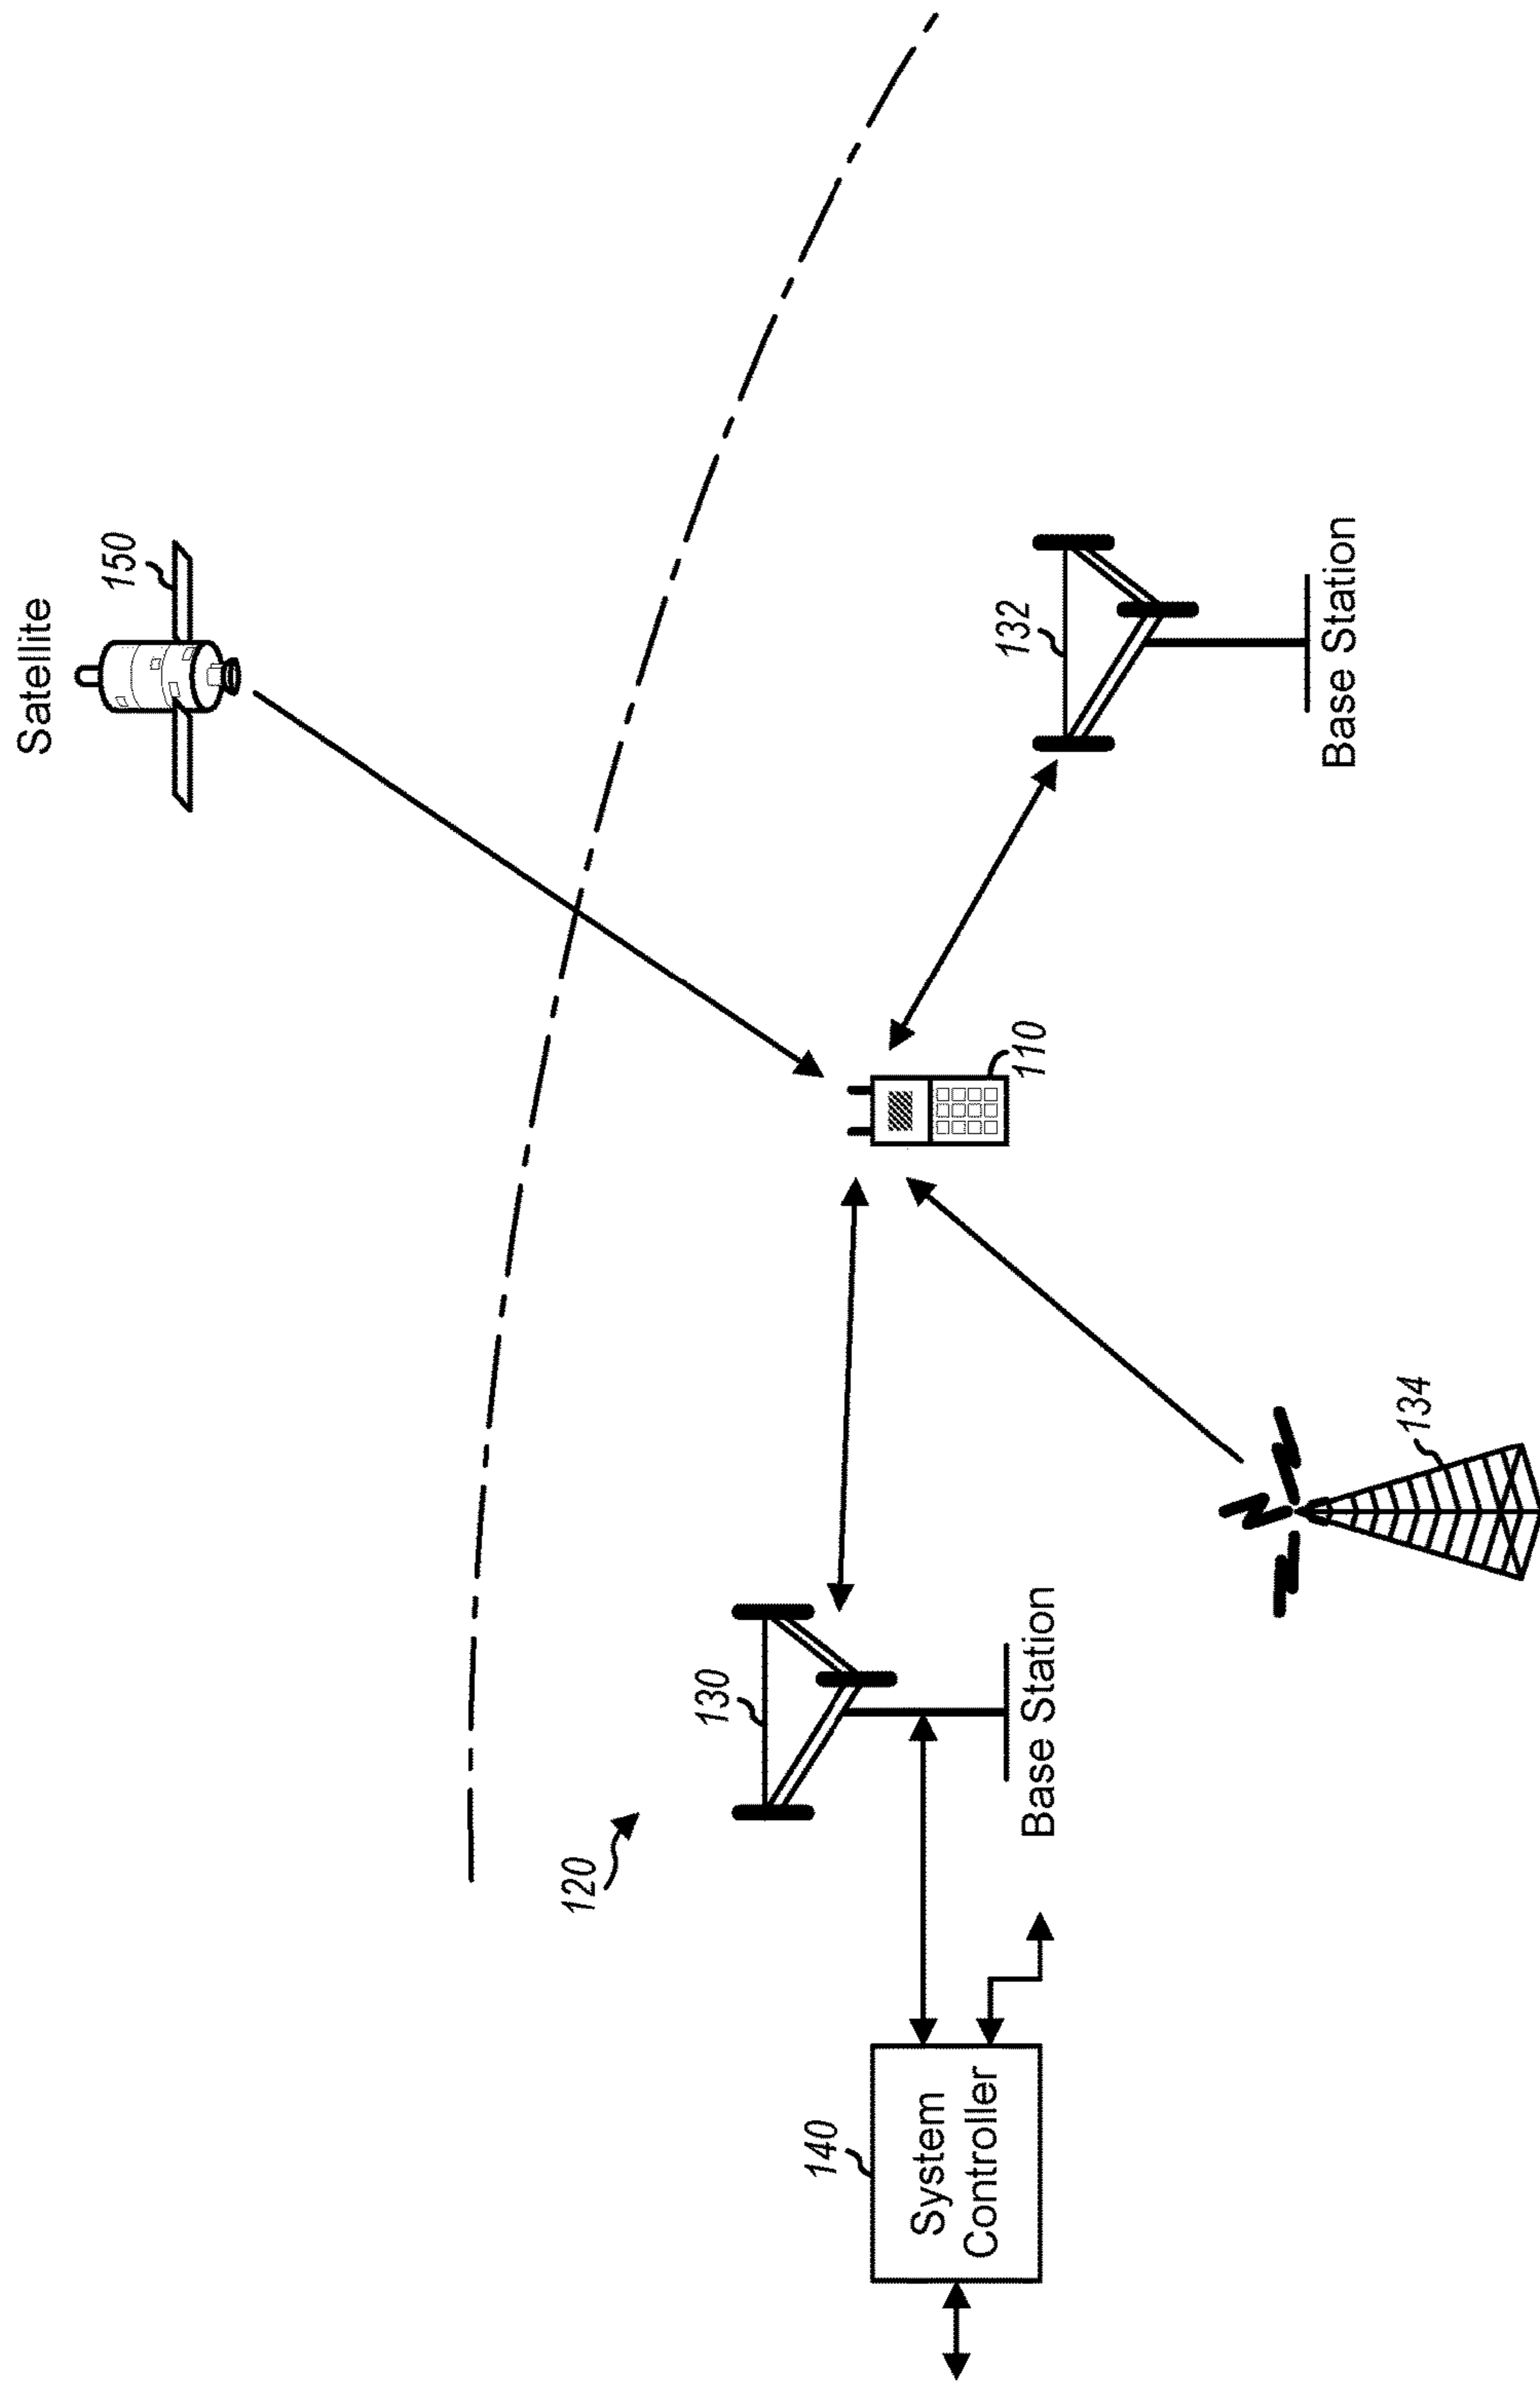 Satellite
150
120
130
Base Station
140
System
Controller
110
132
Base Station
134